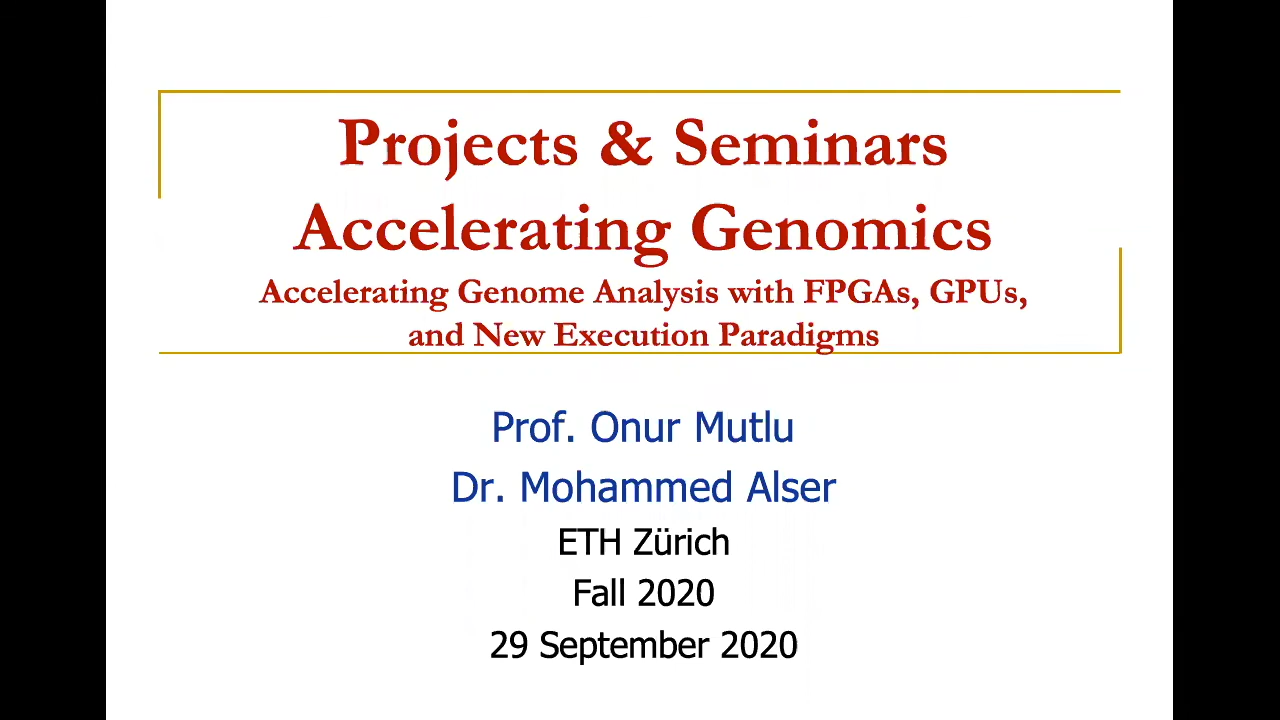 Projects & Seminars
Accelerating Genomics
Accelerating Genome Analysis with FPGAs, GPUs,
and New Execution Paradigms
Prof. Onur Mutlu
Dr. Mohammed Alser
ETH Zürich
Fall 2020
29 September 2020